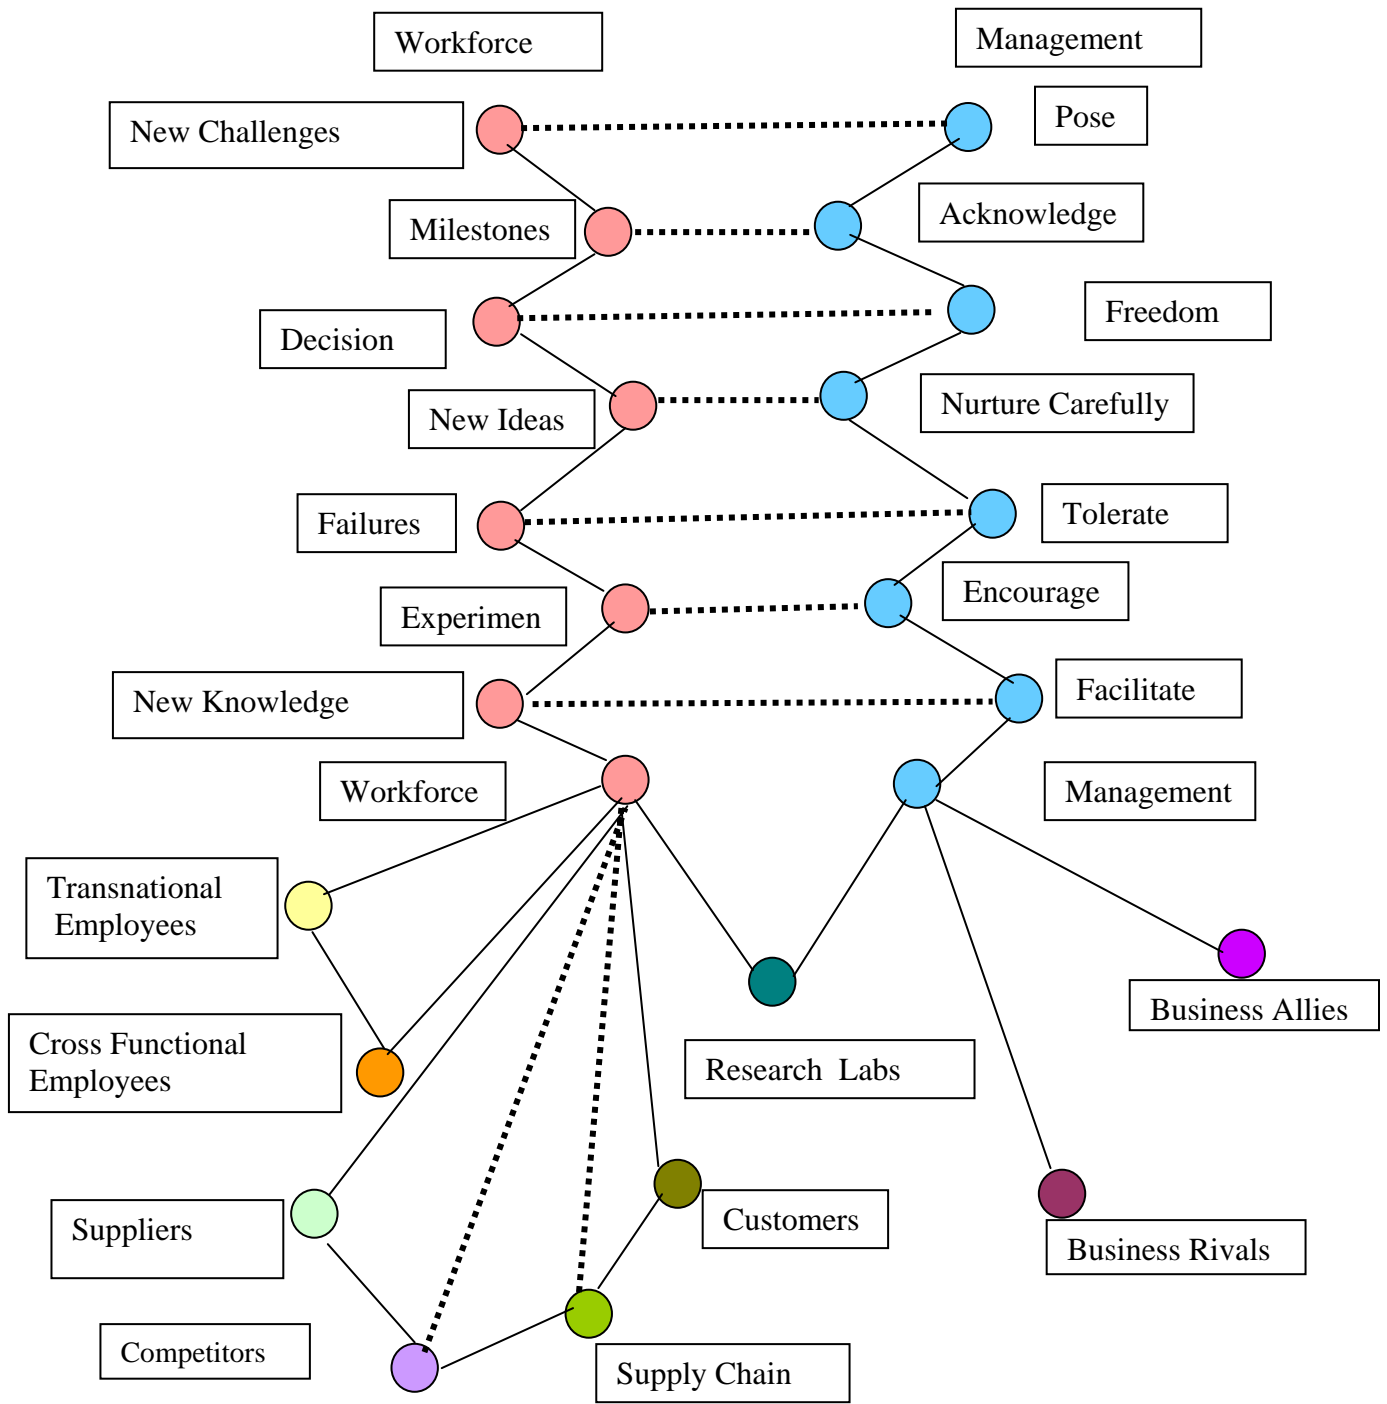 Workforce
Management
New Challenges
Pose
Milestones
Acknowledge
Decision
Freedom
New Ideas
Nurture Carefully
Failures
Tolerate
Experimen
Encourage
New Knowledge
Facilitate
Workforce
Management
Transnational
Employees
Business Allies
Cross Functional
Employees
Research Labs
Suppliers
Customers
Business Rivals
Competitors
Supply Chain